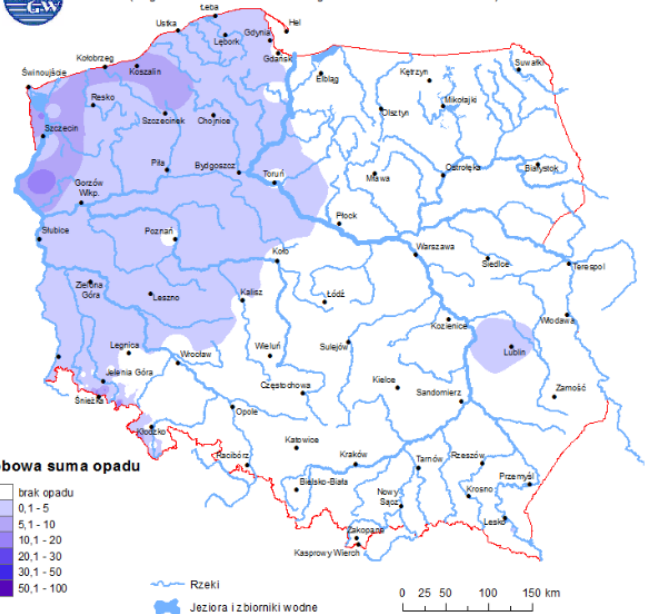 GW
Łeba
Ustka
Hel
Gdynia
Lębork
Kołobrzeg
Koszalin
Gdańsk
Suwałki
Świnoujście
Elbląg
Kętrzyn
Resko
Mikołajki
Szczecinek
Chojnice
Olsztyn
Szczecin
Piła
Bydgoszcz
Toruń
Mława
Ostrołęka
Białystok
Gorzów
Wlkp.
Płock
Słubice
Poznań
Koło
Warszawa
Siedlce
Terespol
Zielona
Góra
Leszno
Kalisz
Łódź
Kozienice
Włodawa
Legnica
Wrocław
Wieluń
Sulejów
Lublin
Jelenia Góra
Śnieżka
Częstochowa
Kielce
Sandomierz
Zamość
Kłodzko
Opole
Katowice
Racibórz
Kraków
Tarnów
Rzeszów
Przemyśl
Bielsko-Biała
Nowy
Sącz
Krosno
Lesko
Zakopane
Kasprowy Wierch
obowa suma opadu
brak opadu
0,1 - 5
5,1 - 10
10,1 - 20
20,1 - 30
30,1 - 50
50,1 - 100
Rzeki
Jeziora i zbiorniki wodne
0 25 50 100 150 km